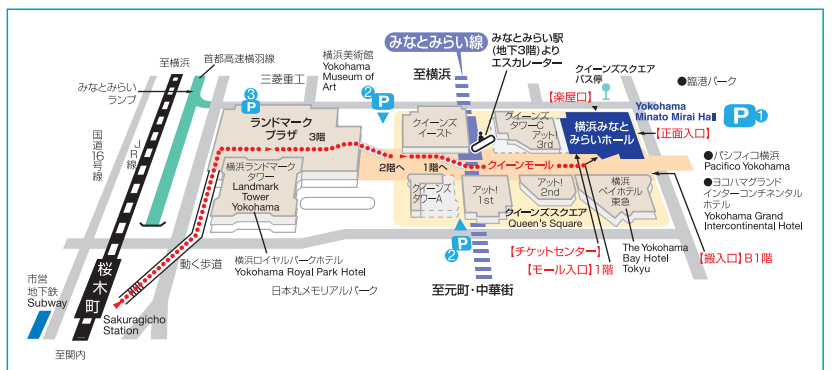 至横浜
首都高速横羽線
みなとみらい
ランプ
三菱重工
3
P
横浜美術館
Yokohama
Museum of
Art
2
P
みなとみらい線
至横浜
みなとみらい駅
(地下3階)より
エスカレーター
クイーンズスクエア
バス停
●臨港パーク
【楽屋口】
Yokohama
Minato Mirai Hall
P 1
【正面入口】
国道16号線
JR線
ランドマーク
プラザ
3階
クイーンズ
イースト
クイーンズ
タワーC
アット!
3rd
横浜みなと
みらいホール
2階へ
1階へ
クイーンモール
●パシフィコ横浜
Pacifico Yokohama
●ヨコハマグランド
インターコンチネンタル
ホテル
Yokohama Grand
Intercontinental Hotel
横浜ランドマーク
タワー
Landmark
Tower
Yokohama
クイーンズ
タワーA
アット!
1st
アット!
2nd
横浜
ベイホテル
東急
クイーンズスクエア
Queen's Square
2
P
【チケットセンター】
【モール入口】1階
The Yokohama
Bay Hotel
Tokyu
【搬入口】B1階
動く歩道
横浜ロイヤルパークホテル
Yokohama Royal Park Hotel
日本丸メモリアルパーク
至元町・中華街
市営
地下鉄
Subway
桜木町
Sakuragicho
Station
至関内